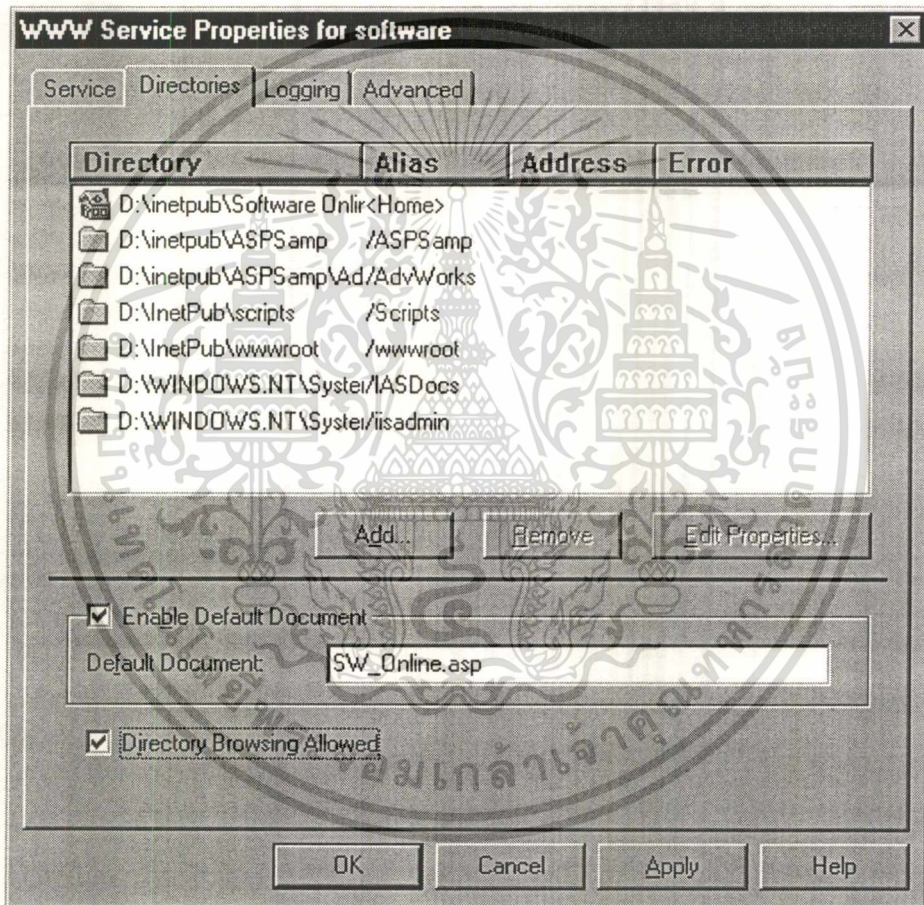 WWW Service Properties for software
Service Directories Logging Advanced
Directory Alias Address Error
D:\inetpub\Software Onlir <Home>
D:\inetpub\ASPSamp /ASPSamp
D:\inetpub\ASPSamp\Ad /AdvWorks
D:\InetPub\scripts /Scripts
D:\InetPub\wwwroot /wwwroot
D:\WINDOWS.NT\System /IASDocs
D:\WINDOWS.NT\System /iisadmin
Add... Remove Edit Properties...
Enable Default Document
Default Document: SW_Online.asp
Directory Browsing Allowed
OK Cancel Apply Help